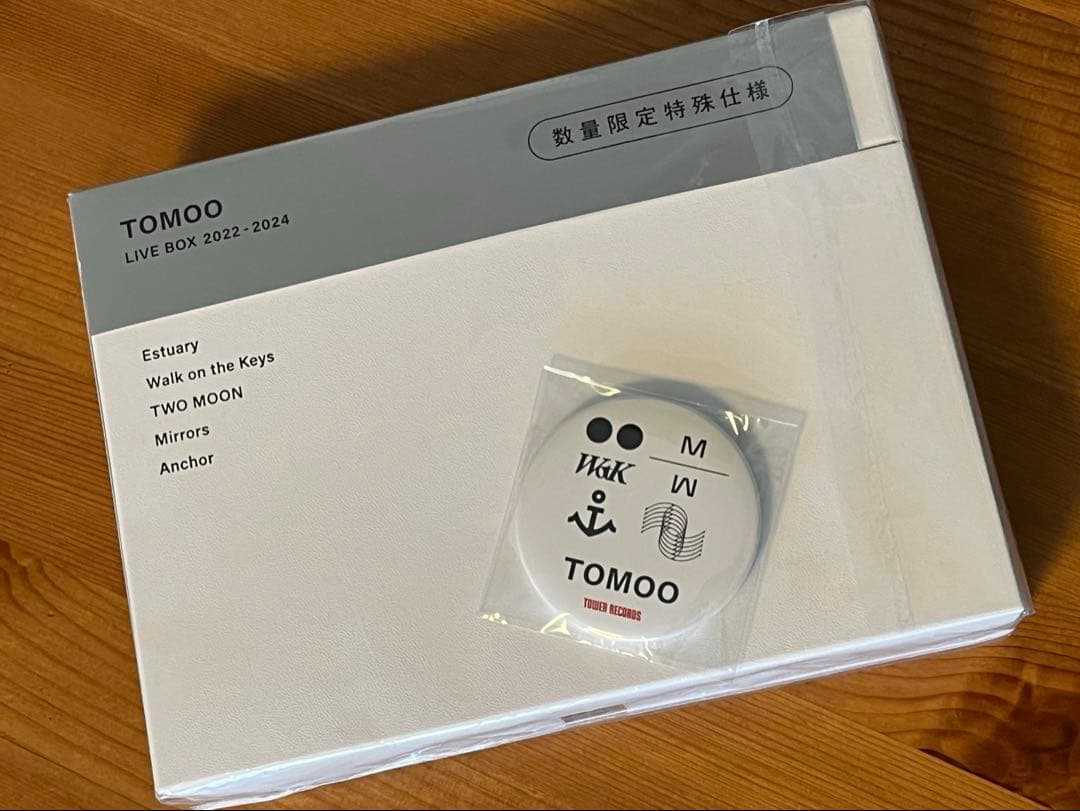 数量限定特殊仕様
TOMOO
LIVE BOX 2022-2024
Estuary
Walk on the Keys
TWO MOON
Mirrors
Anchor
M
W&K
M
TOMOO
TOWER RECORDS